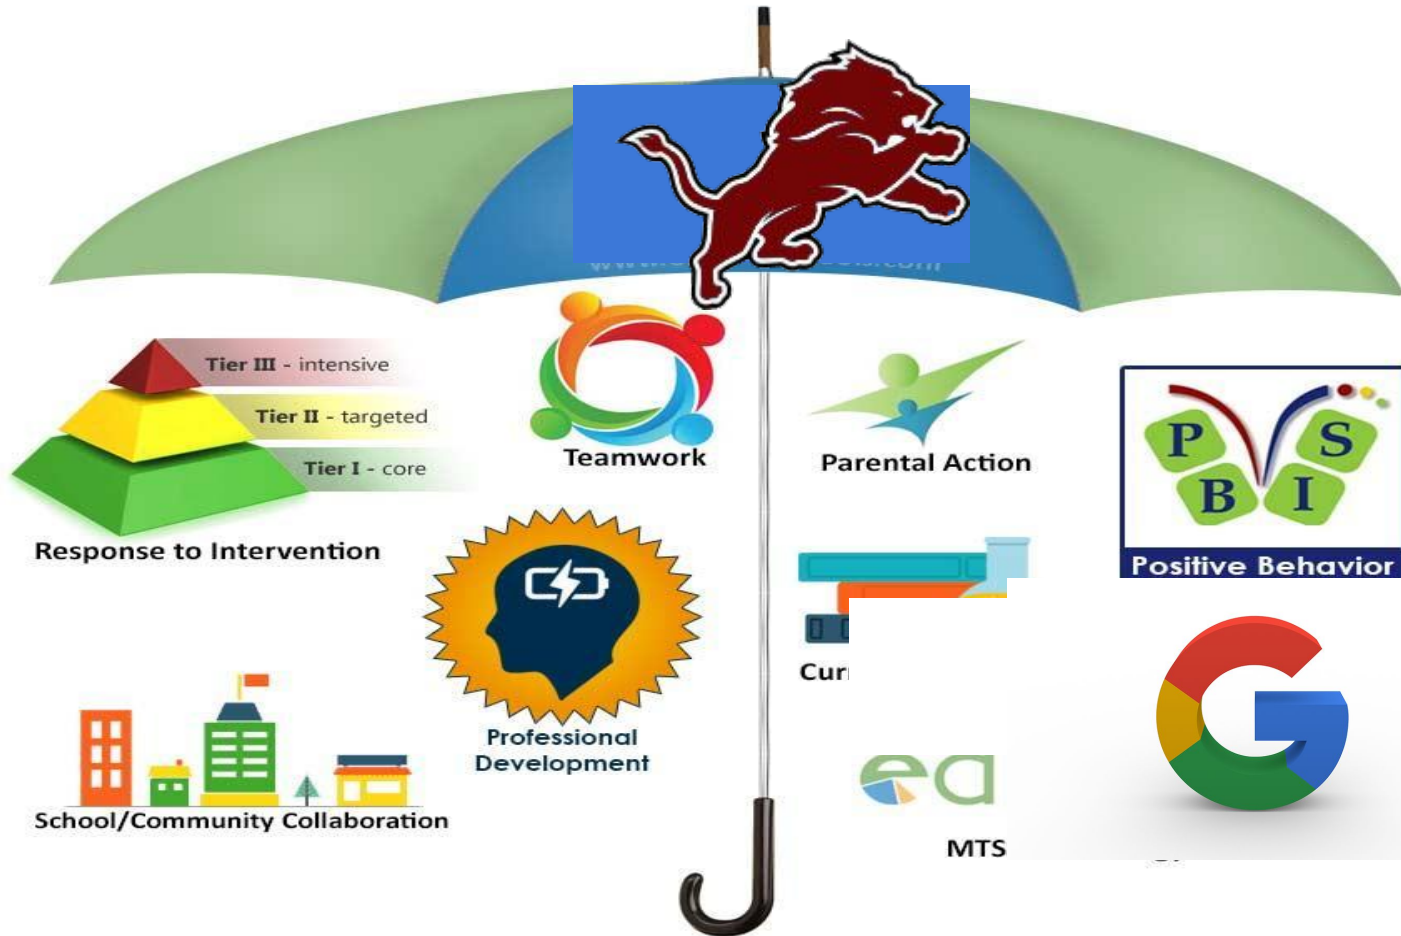 Tier III - intensive
Tier II - targeted
Tier I - core
Response to Intervention
Teamwork
Parental Action
P
S
B
I
Positive Behavior
Professional
Development
School/Community Collaboration
ea
MTS